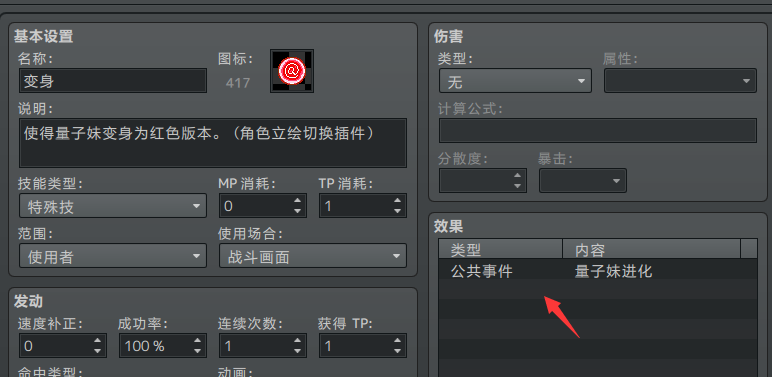 基本设置
名称:
图标:
变身
417
说明:
使得量子妹变身为红色版本。（角色立绘切换插件）
技能类型:
MP 消耗:
TP 消耗:
特殊技
0
1
范围:
使用场合:
使用者
战斗画面
发动
速度补正:
成功率:
连续次数:
获得 TP:
0
100 %
1
1
命中类型:
动画:
伤害
类型:
属性:
无
计算公式:
分散度:
暴击:
效果
类型
内容
公共事件
量子妹进化